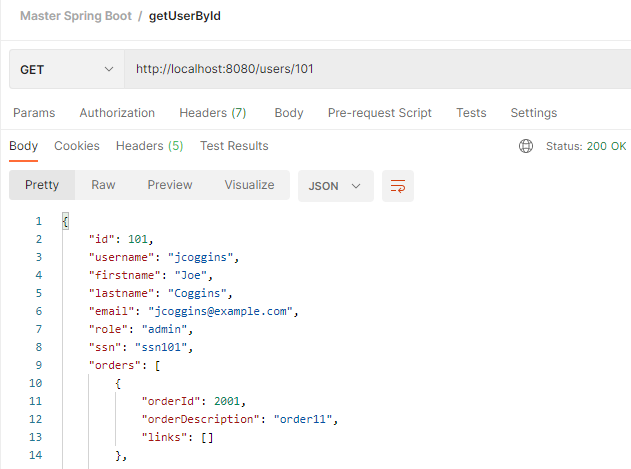 Master Spring Boot / getUserById
GET http://localhost:8080/users/101
Params Authorization Headers (7) Body Pre-request Script Tests Settings
Body Cookies Headers (5) Test Results Status: 200 OK
Pretty Raw Preview Visualize JSON
1 {
2 "id": 101,
3 "username": "jcoggins",
4 "firstname": "Joe",
5 "lastname": "Coggins",
6 "email": "jcoggins@example.com",
7 "role": "admin",
8 "ssn": "ssn101",
9 "orders": [
10 {
11 "orderId": 2001,
12 "orderDescription": "order11",
13 "links": []
14 },